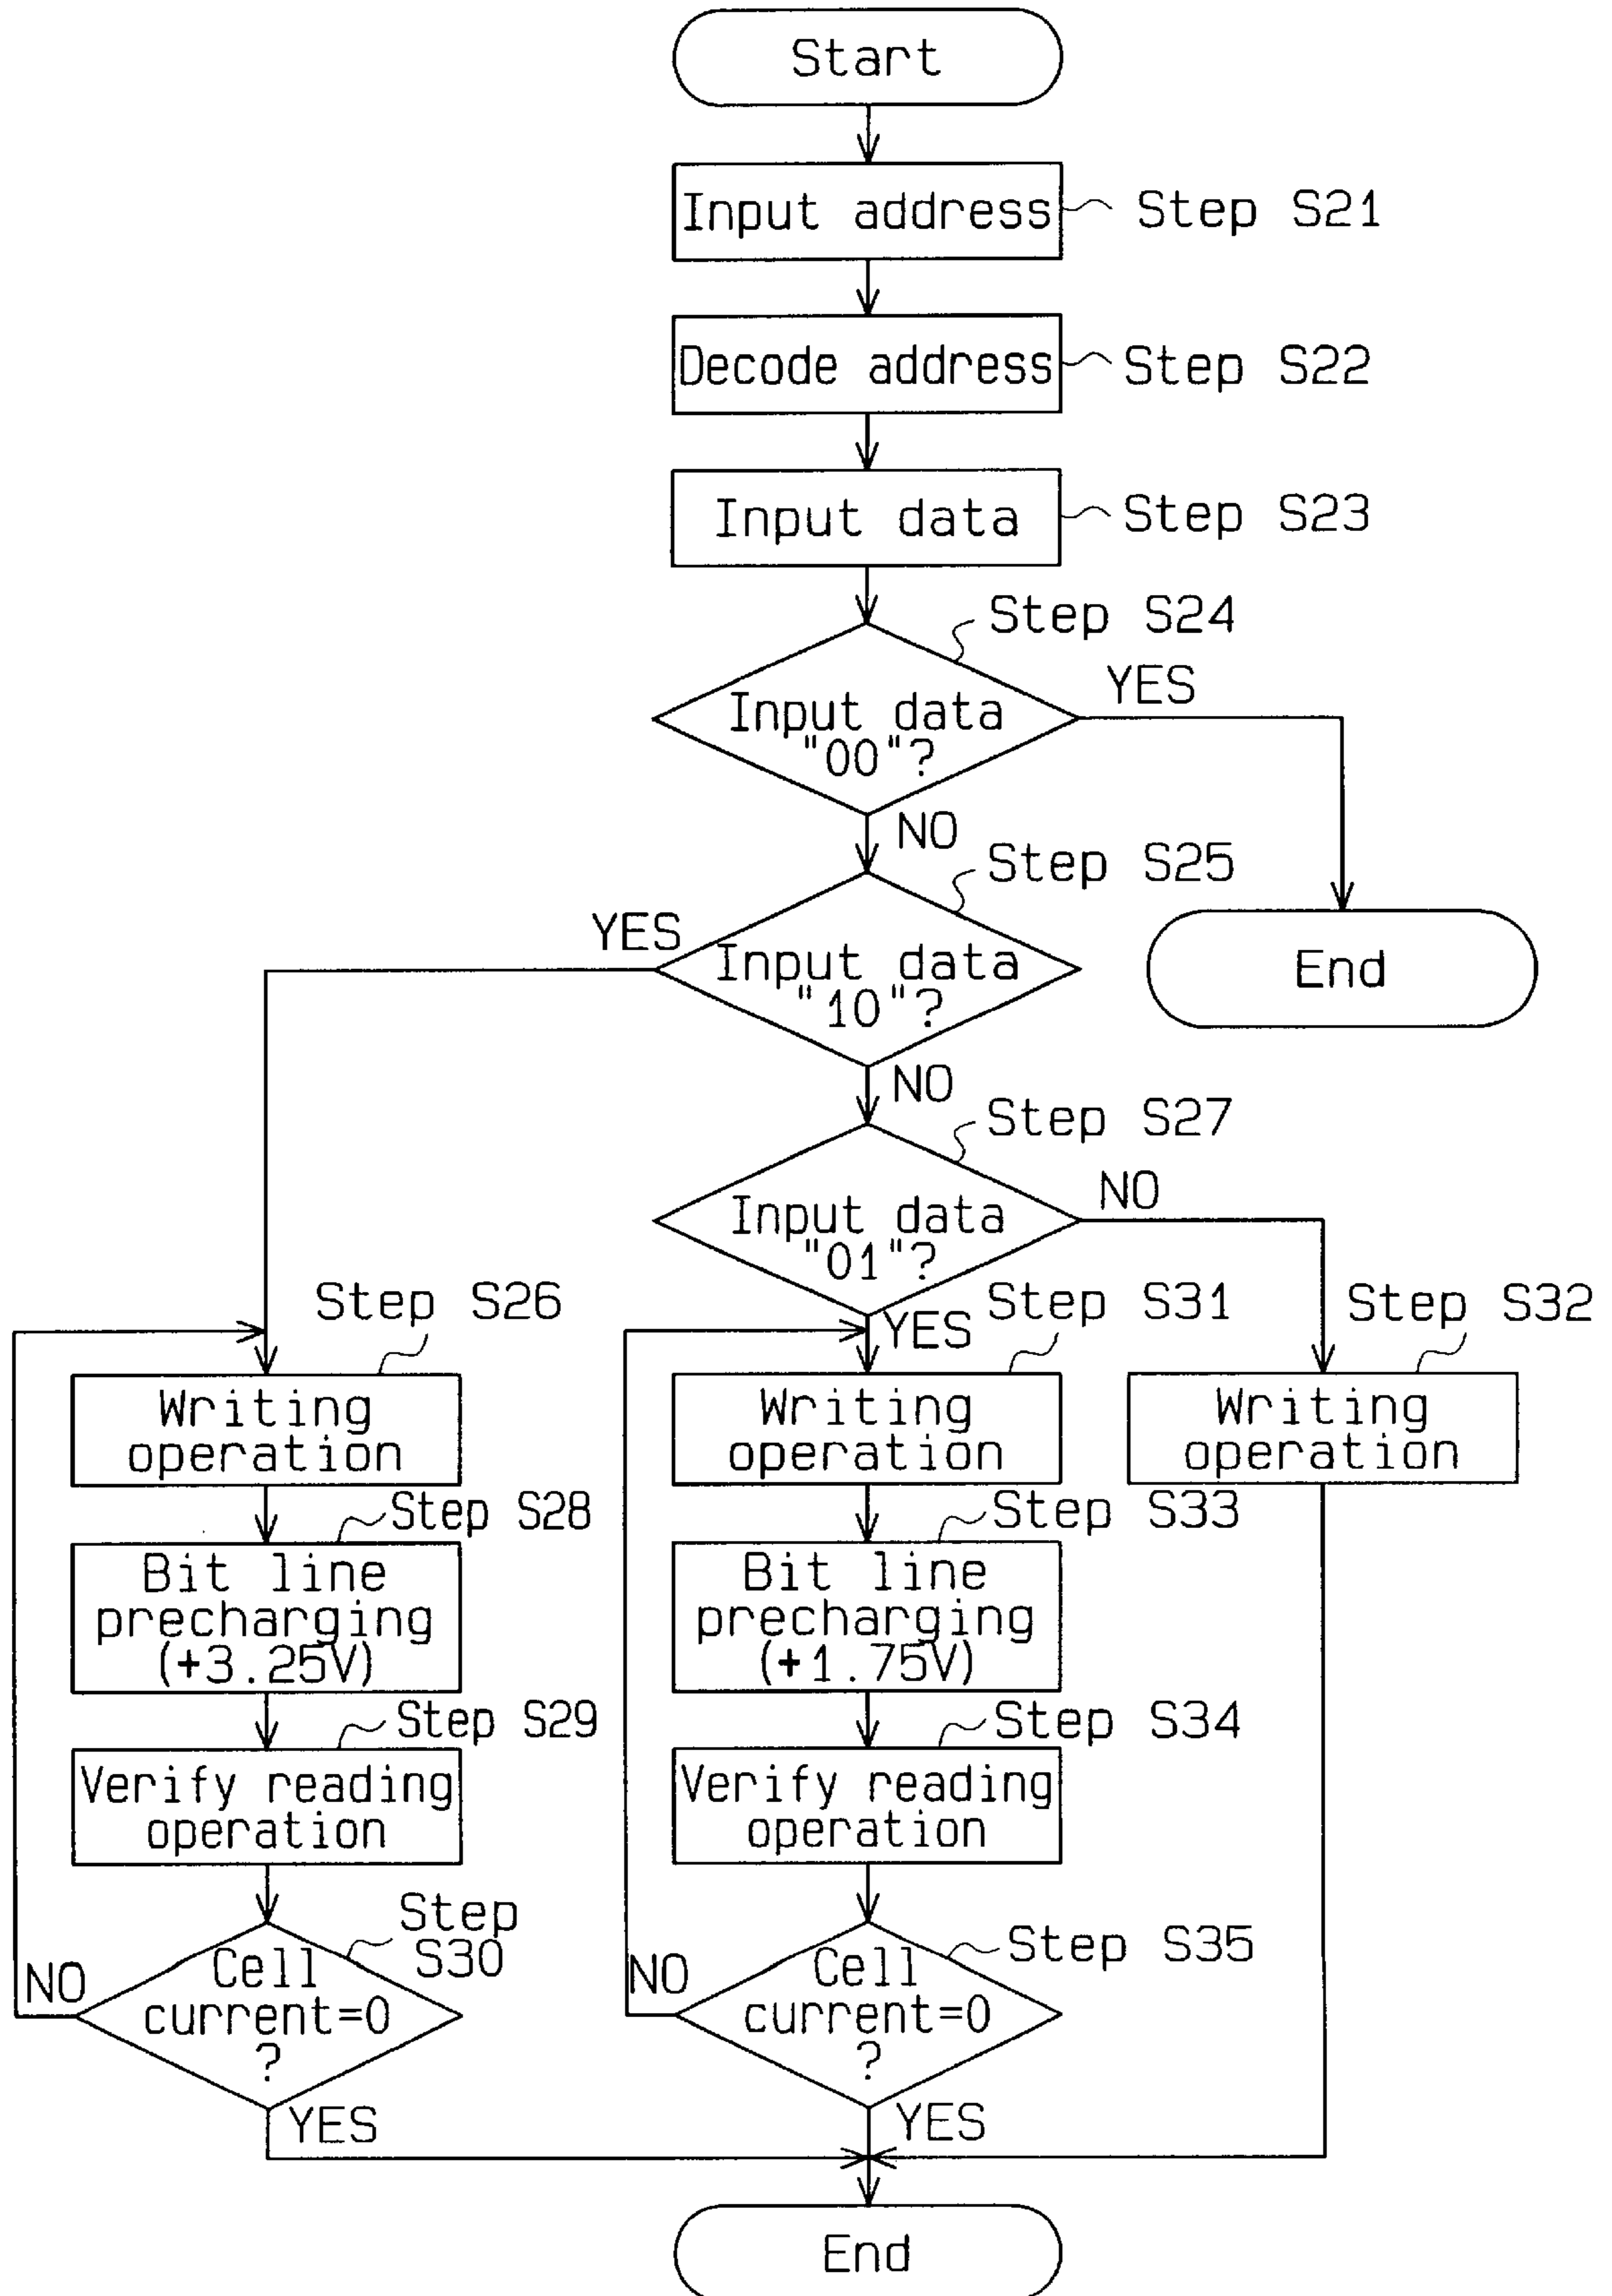 Start
Input address
Step S21
Decode address
Step S22
Input data
Step S23
Step S24
Input data
"00"?
YES
NO
Step S25
YES
Input data
"10"?
End
NO
Step S27
Input data
"01"?
NO
Step S26
YES
Step S31
Step S32
Writing
operation
Writing
operation
Writing
operation
Step S28
Step S33
Bit line
precharging
(+3.25V)
Bit line
precharging
(+1.75V)
Step S29
Step S34
Verify reading
operation
Verify reading
operation
Step
S30
Step S35
NO
Cell
current=0
?
NO
Cell
current=0
?
YES
YES
End